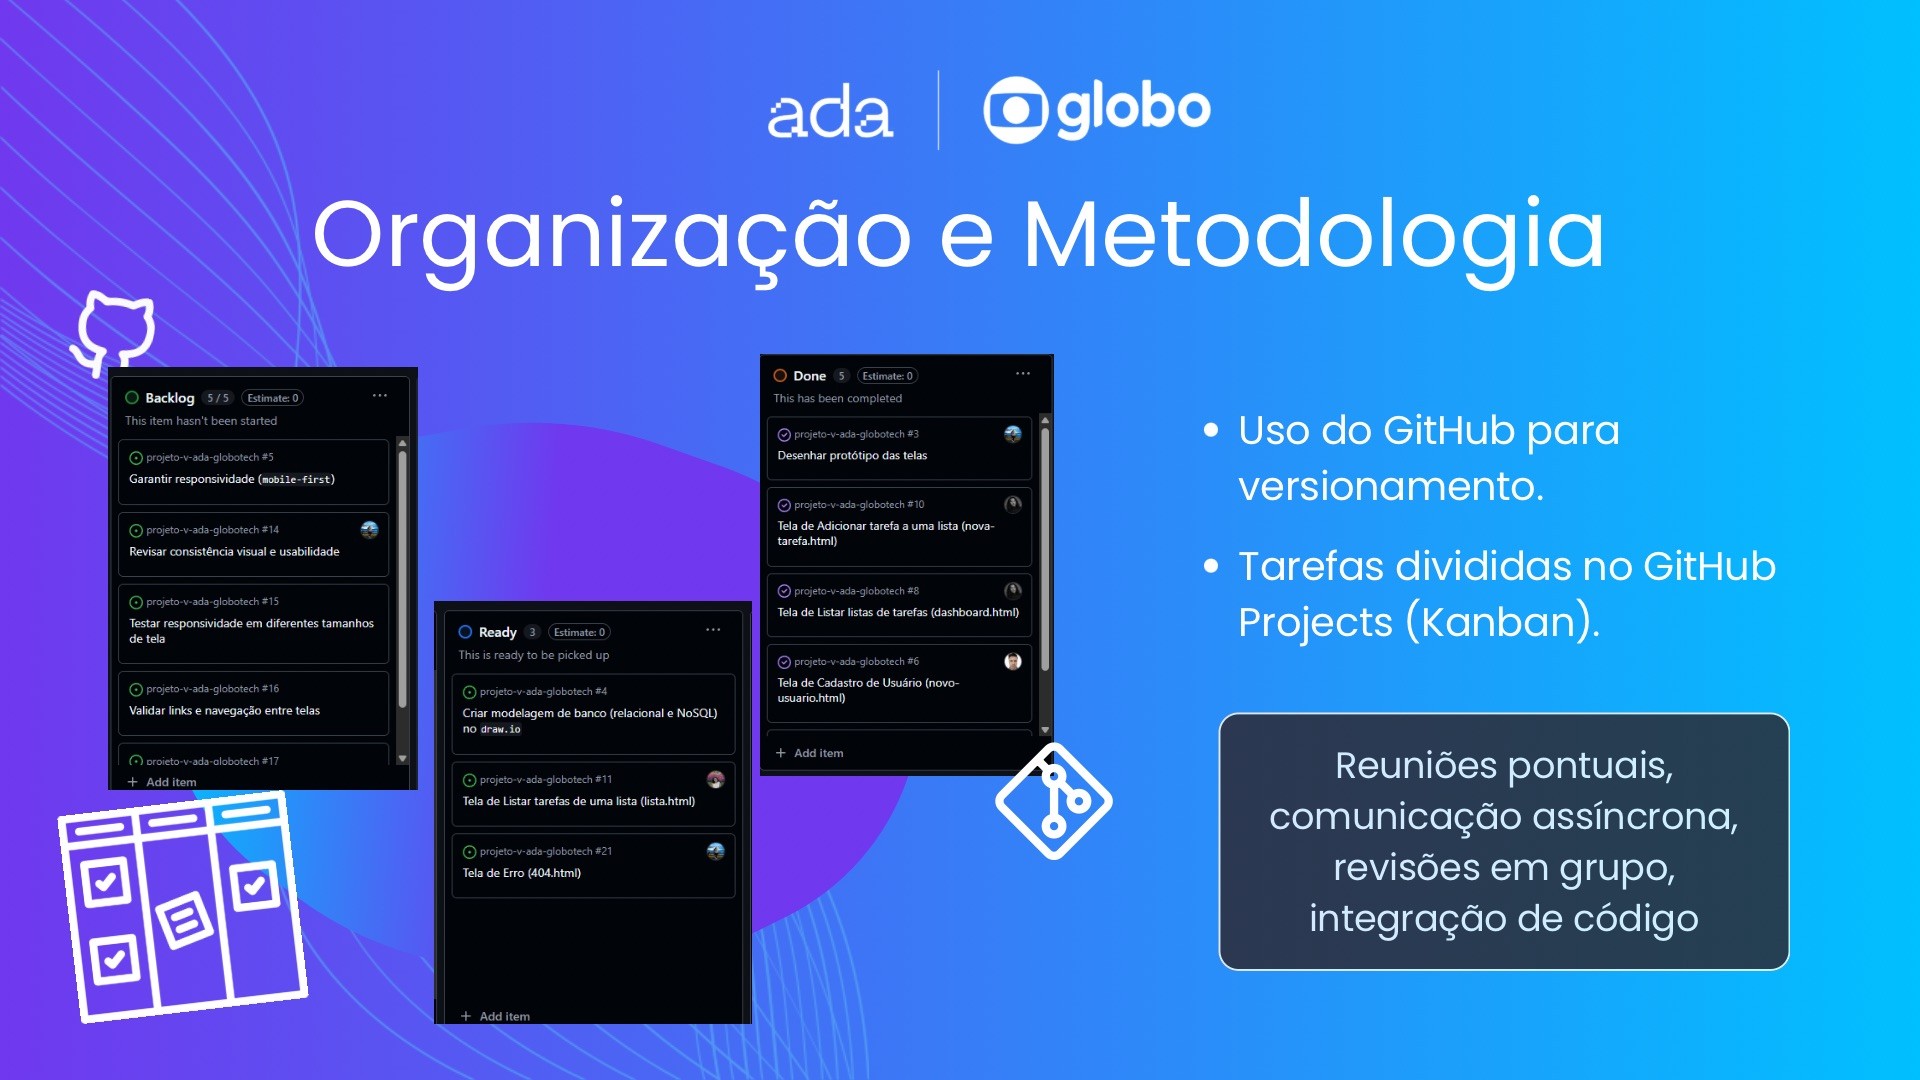 ada
globo
Organização e Metodologia
Backlog 5 / 5 Estimate: 0 ...
This item hasn't been started
projeto-v-ada-globotech #5
Garantir responsividade (mobile-first)
projeto-v-ada-globotech #14
Revisar consistência visual e usabilidade
projeto-v-ada-globotech #15
Testar responsividade em diferentes tamanhos
de tela
projeto-v-ada-globotech #16
Validar links e navegação entre telas
projeto-v-ada-globotech #17
+ Add item
Ready 3 Estimate: 0 ...
This is ready to be picked up
projeto-v-ada-globotech #4
Criar modelagem de banco (relacional e NoSQL)
no draw.io
projeto-v-ada-globotech #11
Tela de Listar tarefas de uma lista (lista.html)
projeto-v-ada-globotech #21
Tela de Erro (404.html)
+ Add item
Done 5 Estimate: 0 ...
This has been completed
projeto-v-ada-globotech #3
Desenhar protótipo das telas
projeto-v-ada-globotech #10
Tela de Adicionar tarefa a uma lista (nova-
tarefa.html)
projeto-v-ada-globotech #8
Tela de Listar listas de tarefas (dashboard.html)
projeto-v-ada-globotech #6
Tela de Cadastro de Usuário (novo-
usuario.html)
+ Add item
• Uso do GitHub para
versionamento.
• Tarefas divididas no GitHub
Projects (Kanban).
Reuniões pontuais,
comunicação assíncrona,
revisões em grupo,
integração de código